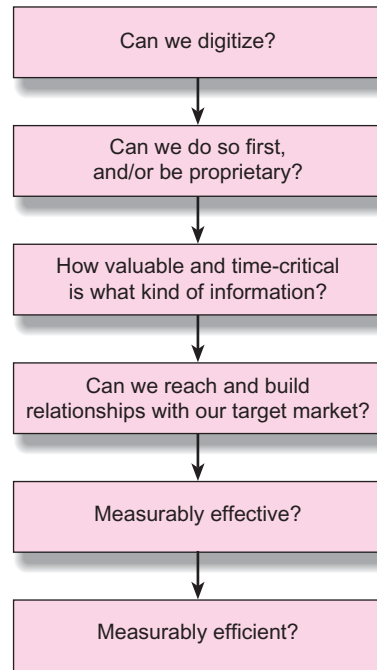 Can we digitize?
Can we do so first,
and/or be proprietary?
How valuable and time-critical
is what kind of information?
Can we reach and build
relationships with our target market?
Measurably effective?
Measurably efficient?